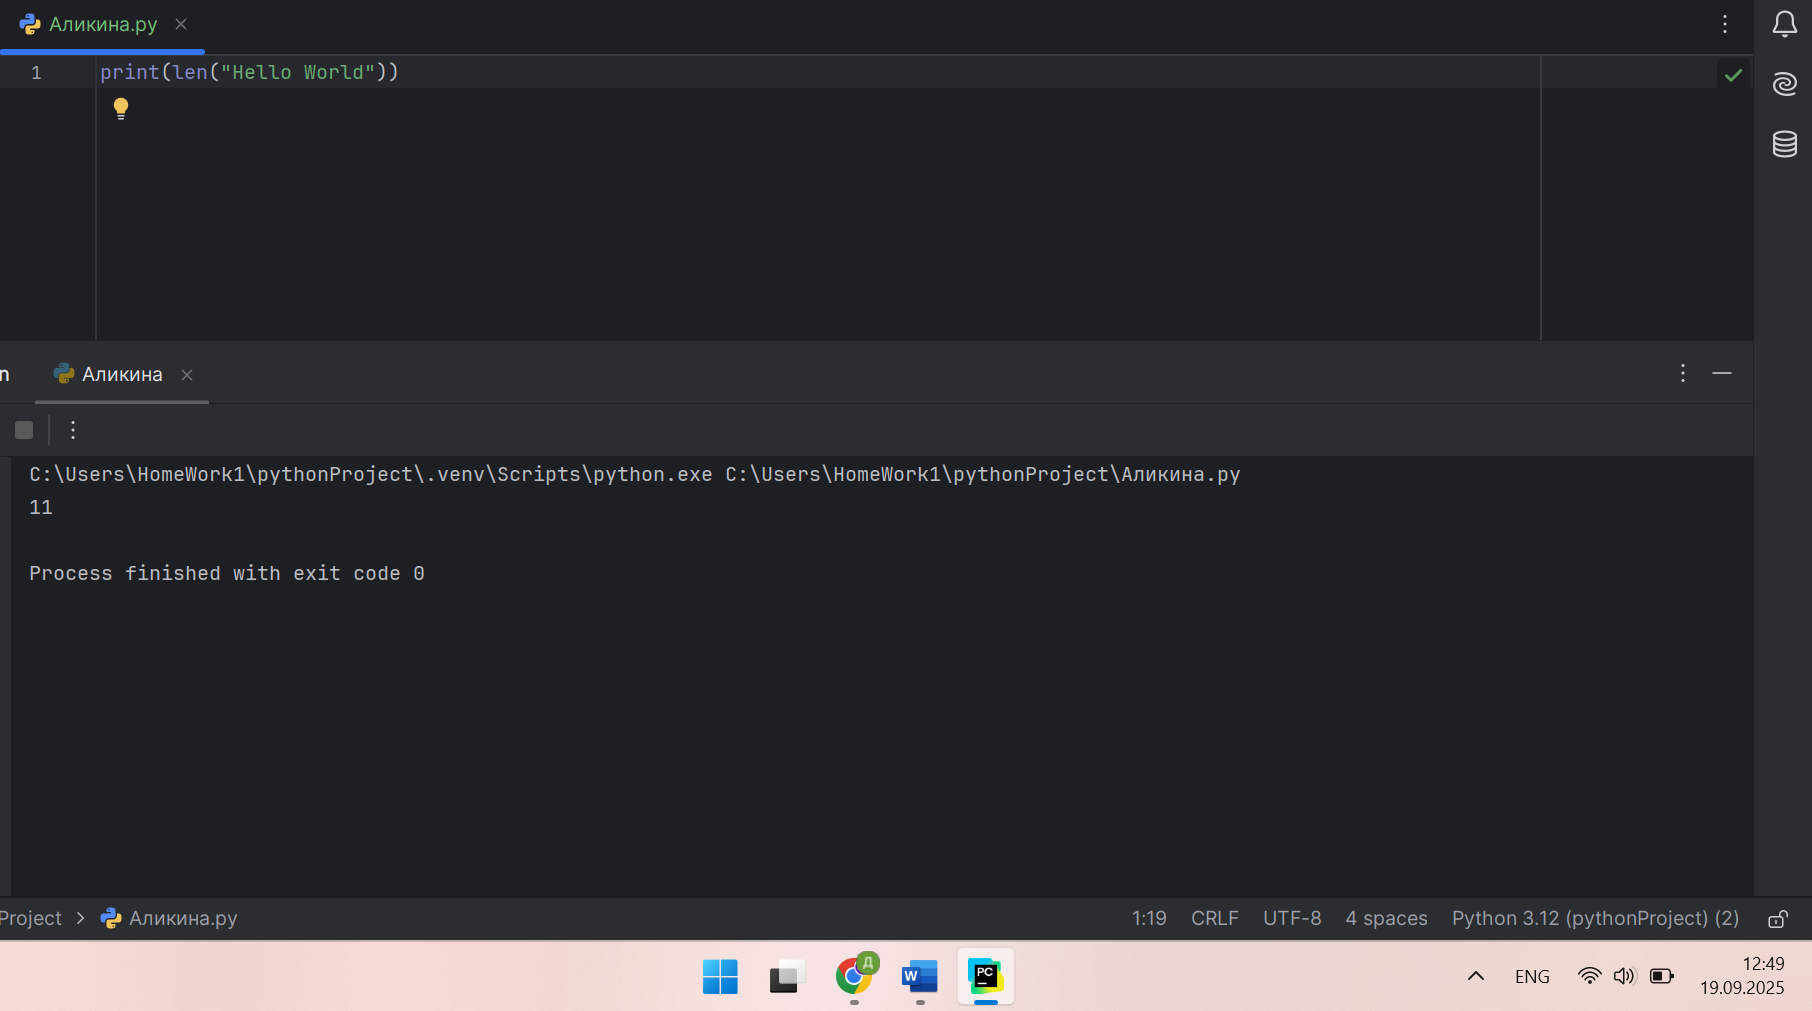 Аликина.py
1 print(len("Hello World"))
n Аликина
C:\Users\HomeWork1\pythonProject\.venv\Scripts\python.exe C:\Users\HomeWork1\pythonProject\Аликина.py
11
Process finished with exit code 0
Project > Аликина.py 1:19 CRLF UTF-8 4 spaces Python 3.12 (pythonProject) (2)
Д
W
PC
ENG
12:49
19.09.2025